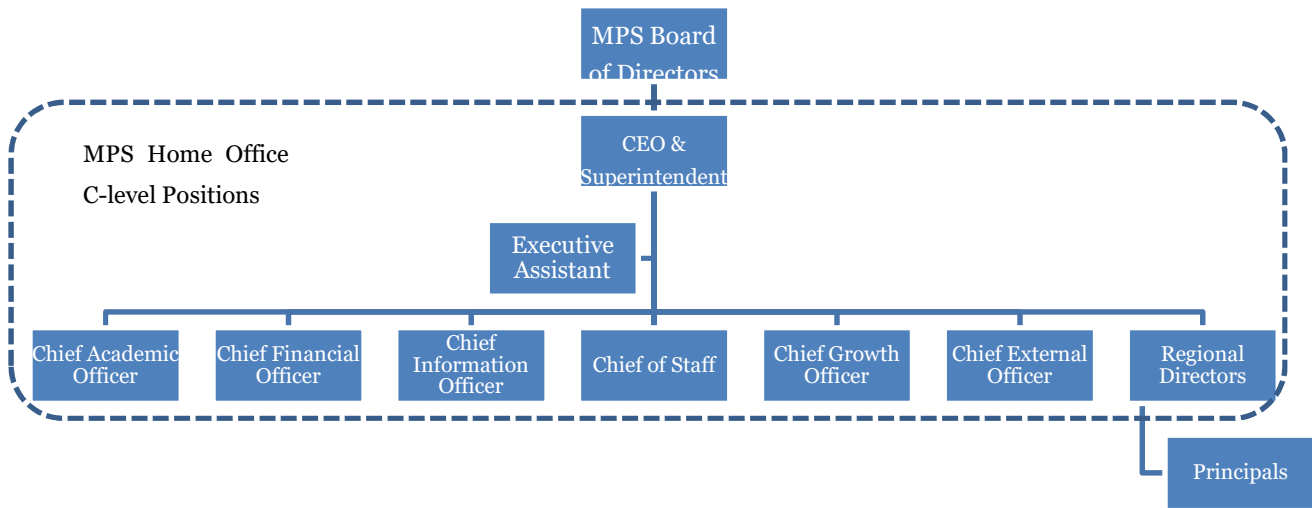 MPS Board
of Directors
CEO &
Superintendent
MPS Home Office
C-level Positions
Executive
Assistant
Chief Academic
Officer
Chief Financial
Officer
Chief
Information
Officer
Chief of Staff
Chief Growth
Officer
Chief External
Officer
Regional
Directors
Principals